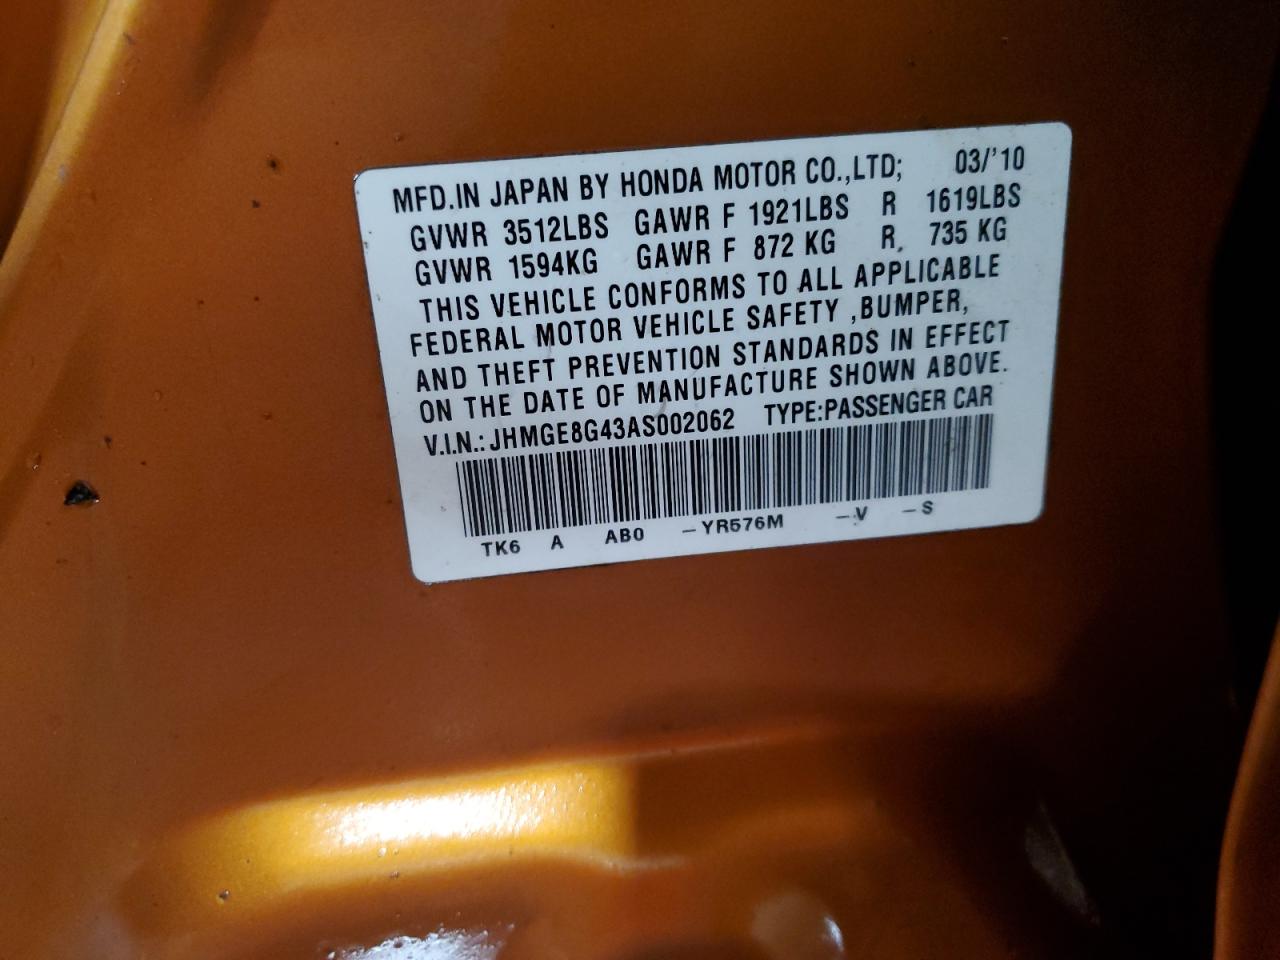 MFD.IN JAPAN BY HONDA MOTOR CO.,LTD; 03/'10
GVWR 3512LBS GAWR F 1921LBS R 1619LBS
GVWR 1594KG GAWR F 872 KG R 735 KG
THIS VEHICLE CONFORMS TO ALL APPLICABLE
FEDERAL MOTOR VEHICLE SAFETY ,BUMPER,
AND THEFT PREVENTION STANDARDS IN EFFECT
ON THE DATE OF MANUFACTURE SHOWN ABOVE.
V.I.N.:JHMGE8G43AS002062 TYPE:PASSENGER CAR
TK6 A AB0 -YR576M -V -S